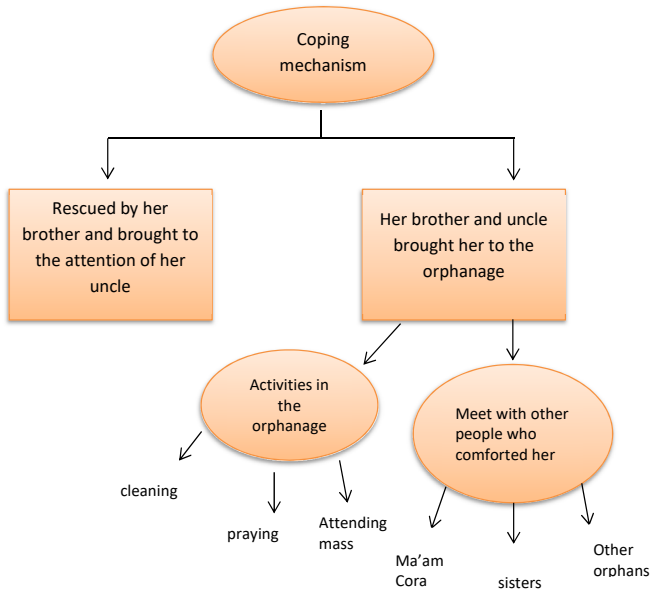 Coping
mechanism
Rescued by her
brother and brought to
the attention of her
uncle
Her brother and uncle
brought her to the
orphanage
Activities in
the
orphanage
Meet with other
people who
comforted her
cleaning
praying
Attending
mass
Ma’am
Cora
sisters
Other
orphans